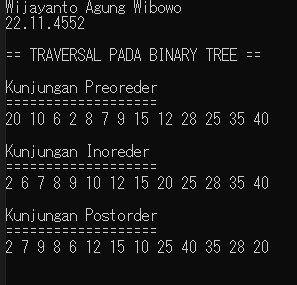 Wijayanto Agung Wibowo
22.11.4552
== TRAVERSAL PADA BINARY TREE ==
Kunjungan Preoreder
===================
20 10 6 2 8 7 9 15 12 28 25 35 40
Kunjungan Inoreder
==================
2 6 7 8 9 10 12 15 20 25 28 35 40
Kunjungan Postorder
===================
2 7 9 8 6 12 15 10 25 40 35 28 20